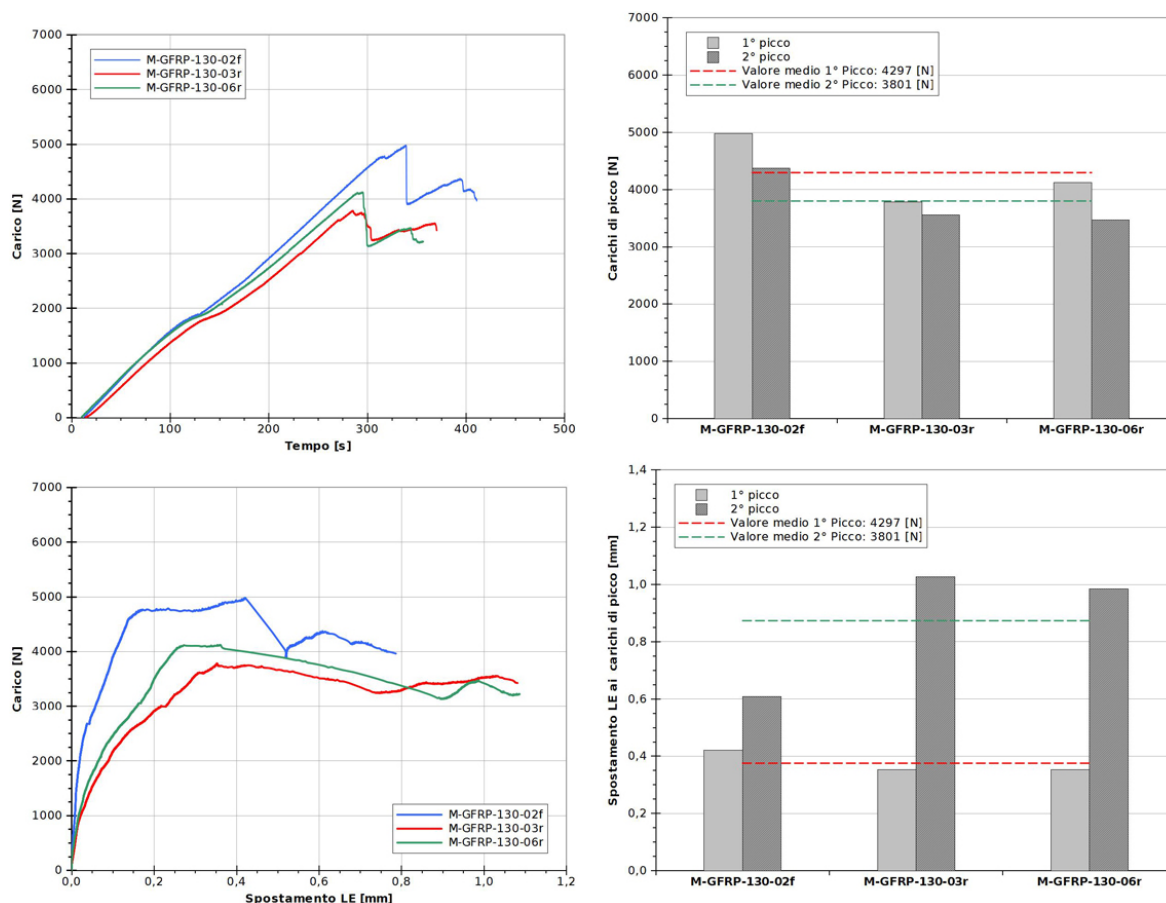 7000
6000
5000
4000
3000
2000
1000
0
Carico [N]
M-GFRP-130-02f
M-GFRP-130-03r
M-GFRP-130-06r
0 100 200 300 400 500
Tempo [s]
7000
6000
5000
4000
3000
2000
1000
0
Carichi di picco [N]
1° picco
2° picco
Valore medio 1° Picco: 4297 [N]
Valore medio 2° Picco: 3801 [N]
M-GFRP-130-02f M-GFRP-130-03r M-GFRP-130-06r
7000
6000
5000
4000
3000
2000
1000
0
Carico [N]
M-GFRP-130-02f
M-GFRP-130-03r
M-GFRP-130-06r
0,0 0,2 0,4 0,6 0,8 1,0 1,2
Spostamento LE [mm]
1,4
1,2
1,0
0,8
0,6
0,4
0,2
0,0
Spostamento LE ai carichi di picco [mm]
1° picco
2° picco
Valore medio 1° Picco: 4297 [N]
Valore medio 2° Picco: 3801 [N]
M-GFRP-130-02f M-GFRP-130-03r M-GFRP-130-06r